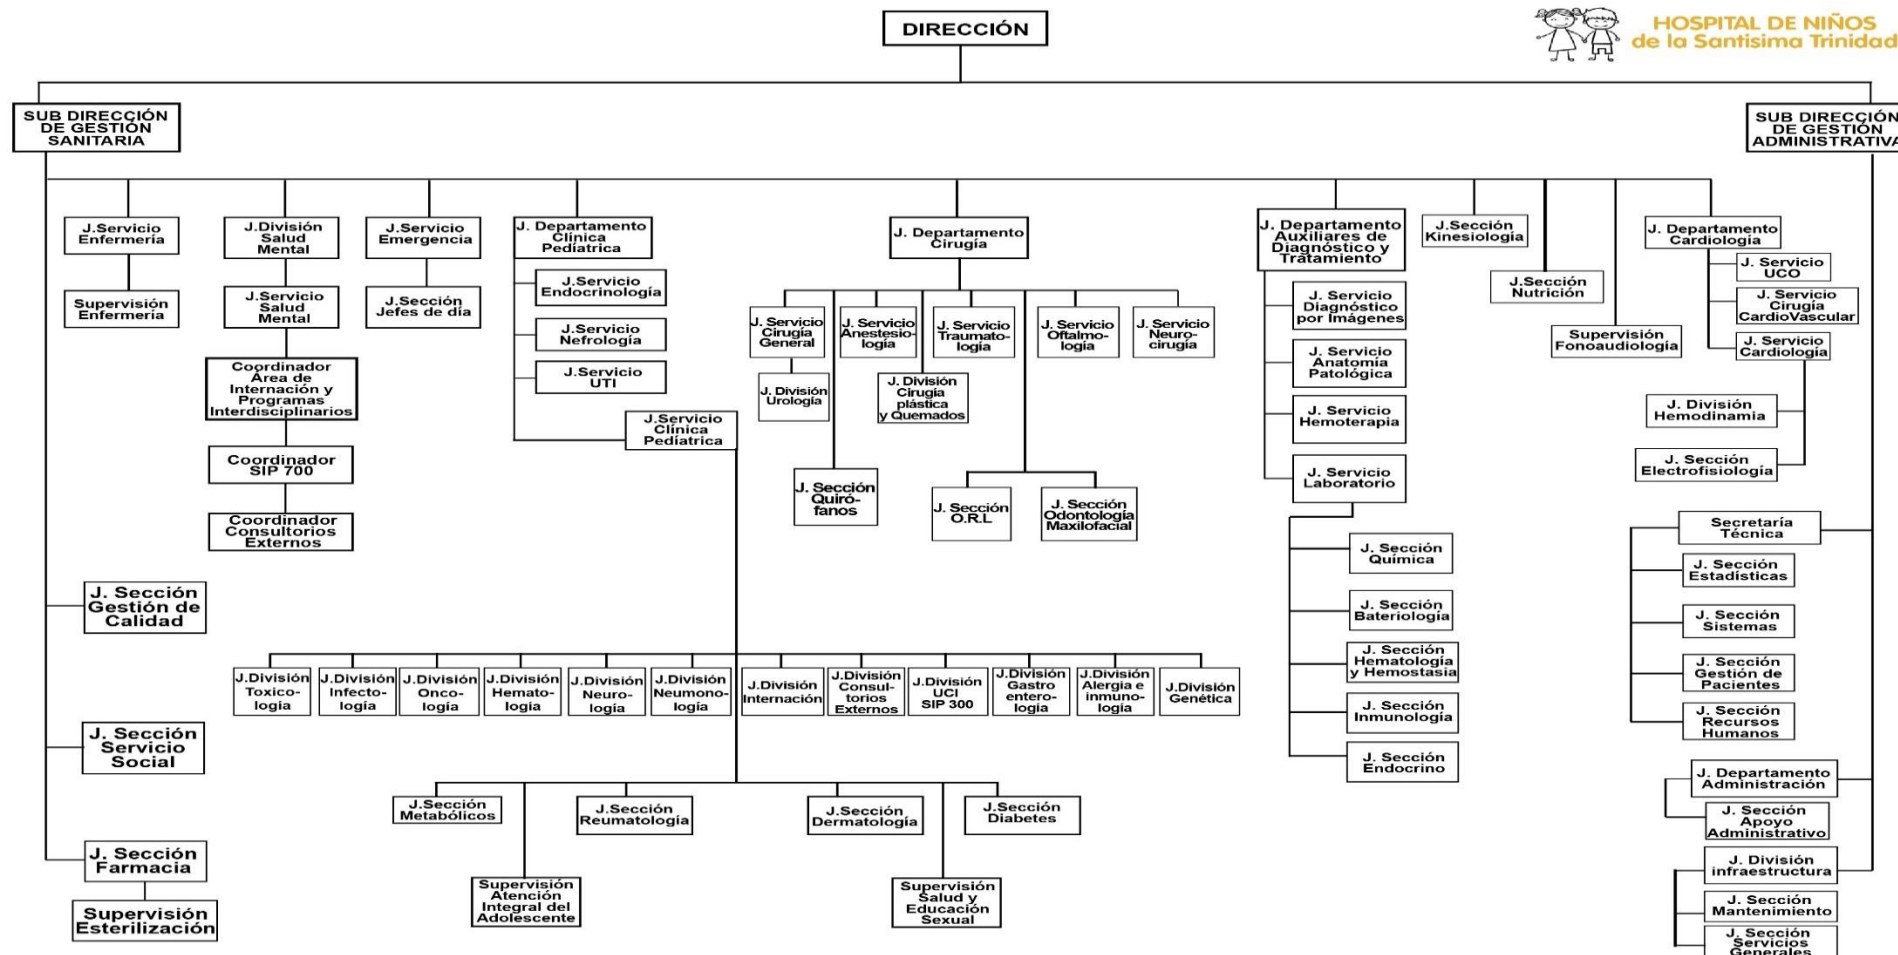 DIRECCIÓN
HOSPITAL DE NIÑOS
de la Santisima Trinidad
SUB DIRECCIÓN
DE GESTIÓN
SANITARIA
SUB DIRECCIÓN
DE GESTIÓN
ADMINISTRATIVA
J.Servicio
Enfermería
J.División
Salud
Mental
J.Servicio
Emergencia
J. Departamento
Clínica
Pediatrica
J. Departamento
Cirugía
J. Departamento
Auxiliares de
Diagnóstico y
Tratamiento
J.Sección
Kinesiología
J.Sección
Nutrición
Supervisión
Fonoaudiología
J. Departamento
Cardiología
Supervisión
Enfermería
J.Servicio
Salud
Mental
Coordinador
Área de
Internación y
Programas
Interdisciplinarios
Coordinador
SIP 700
Coordinador
Consultorios
Externos
J.Sección
Jefes de día
J.Servicio
Endocrinología
J.Servicio
Nefrología
J.Servicio
UTI
J.Servicio
Clínica
Pedíatrica
J. Servicio
Cirugía
General
J. Servicio
Anestesio-
logía
J. Servicio
Traumato-
logía
J. Servicio
Oftalmo-
logía
J. Servicio
Neuro-
cirugía
J. División
Urología
J. División
Cirugía
plástica
y Quemados
J. Sección
Quiró-
fanos
J. Sección
O.R.L
J. Sección
Odontología
Maxilofacial
J. Servicio
Diagnóstico
por Imágenes
J. Servicio
Anatomía
Patológica
J. Servicio
Hemoterapia
J. Servicio
Laboratorio
J. Sección
Química
J. Sección
Bateriología
J. Sección
Hematología
y Hemostasia
J. Sección
Inmunología
J. Sección
Endocrino
J. Servicio
UCO
J. Servicio
Cirugía
CardioVascular
J. Servicio
Cardiología
J. División
Hemodinamia
J. Sección
Electrofisiología
J. Sección
Gestión de
Calidad
J. Sección
Servicio
Social
J. Sección
Farmacia
Supervisión
Esterilización
J.División
Toxico-
logía
J.División
Infecto-
logía
J.División
Onco-
logía
J.División
Hemato-
logía
J.División
Neuro-
logía
J.División
Neumono-
logía
J.División
Internación
J.División
Consul-
torios
Externos
J.División
UCI
SIP 300
J.División
Gastro
entero-
logía
J.División
Alergia e
inmuno-
logía
J.División
Genética
J.Sección
Metabólicos
J.Sección
Reumatología
J.Sección
Dermatología
J.Sección
Diabetes
Supervisión
Atención
Integral del
Adolescente
Supervisión
Salud y
Educación
Sexual
Secretaría
Técnica
J. Sección
Estadísticas
J. Sección
Sistemas
J. Sección
Gestión de
Pacientes
J. Sección
Recursos
Humanos
J. Departamento
Administración
J. Sección
Apoyo
Administrativo
J. División
infraestructura
J. Sección
Mantenimiento
J. Sección
Servicios
Generales